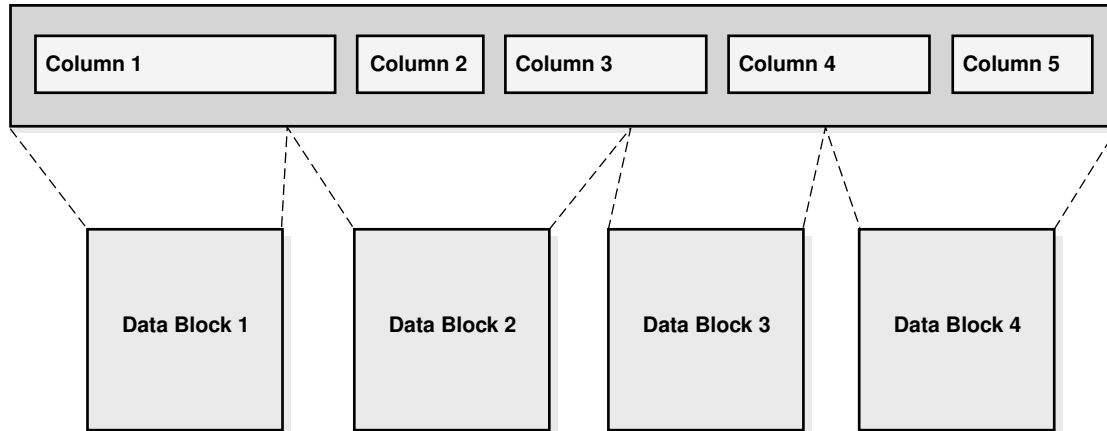 Column 1
Column 2
Column 3
Column 4
Column 5
Data Block 1
Data Block 2
Data Block 3
Data Block 4